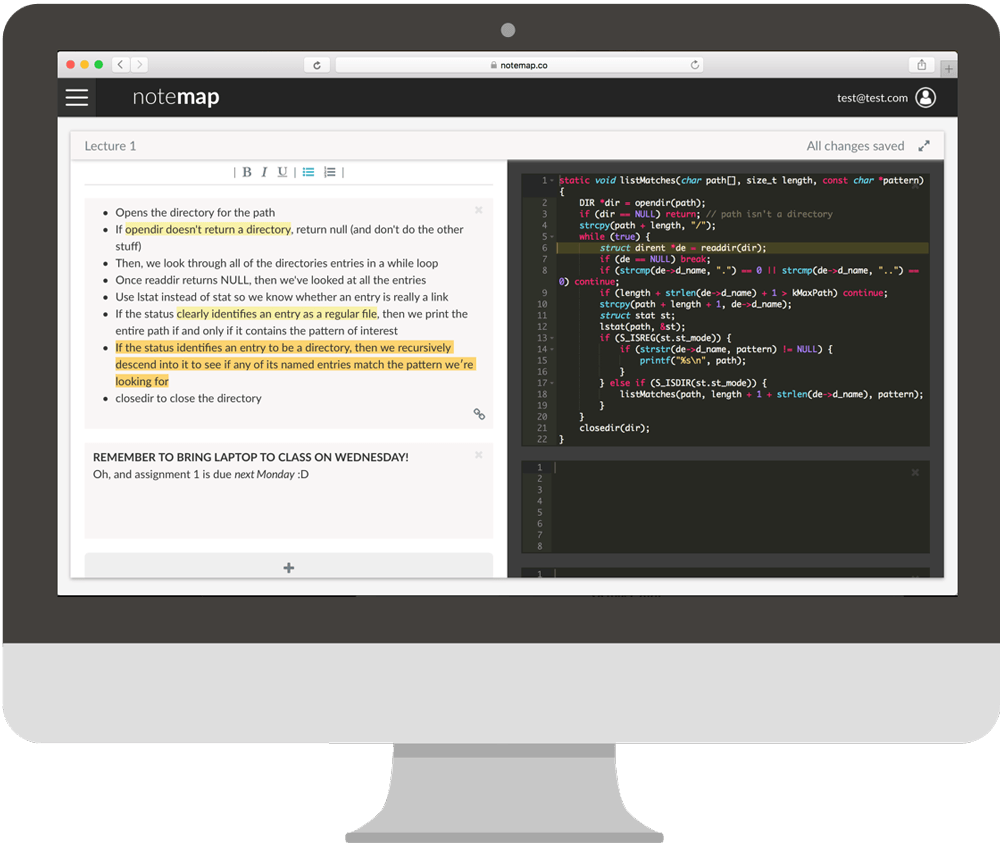 notemap.co
notemap
test@test.com
Lecture 1
All changes saved
| B I U | |
Opens the directory for the path
If opendir doesn't return a directory, return null (and don't do the other
stuff)
Then, we look through all of the directories entries in a while loop
Once readdir returns NULL, then we've looked at all the entries
Use lstat instead of stat so we know whether an entry is really a link
If the status clearly identifies an entry as a regular file, then we print the
entire path if and only if it contains the pattern of interest
If the status identifies an entry to be a directory, then we recursively
descend into it to see if any of its named entries match the pattern we're
looking for
closedir to close the directory
REMEMBER TO BRING LAPTOP TO CLASS ON WEDNESDAY!
Oh, and assignment 1 is due next Monday :D
+
1 static void listMatches(char path[], size_t length, const char *pattern)
{
2 DIR *dir = opendir(path);
3 if (dir == NULL) return; // path isn't a directory
4 strcpy(path + length, "/");
5 while (true) {
6 struct dirent *de = readdir(dir);
7 if (de == NULL) break;
8 if (strcmp(de->d_name, ".") == 0 || strcmp(de->d_name, "..") ==
0) continue;
9 if (length + strlen(de->d_name) + 1 > kMaxPath) continue;
10 strcpy(path + length + 1, de->d_name);
11 struct stat st;
12 lstat(path, &st);
13 if (S_ISREG(st.st_mode)) {
14 if (strstr(de->d_name, pattern) != NULL) {
15 printf("%s\n", path);
16 }
17 } else if (S_ISDIR(st.st_mode)) {
18 listMatches(path, length + 1 + strlen(de->d_name), pattern);
19 }
20 }
21 closedir(dir);
22 }
1
2
3
4
5
6
7
8
1